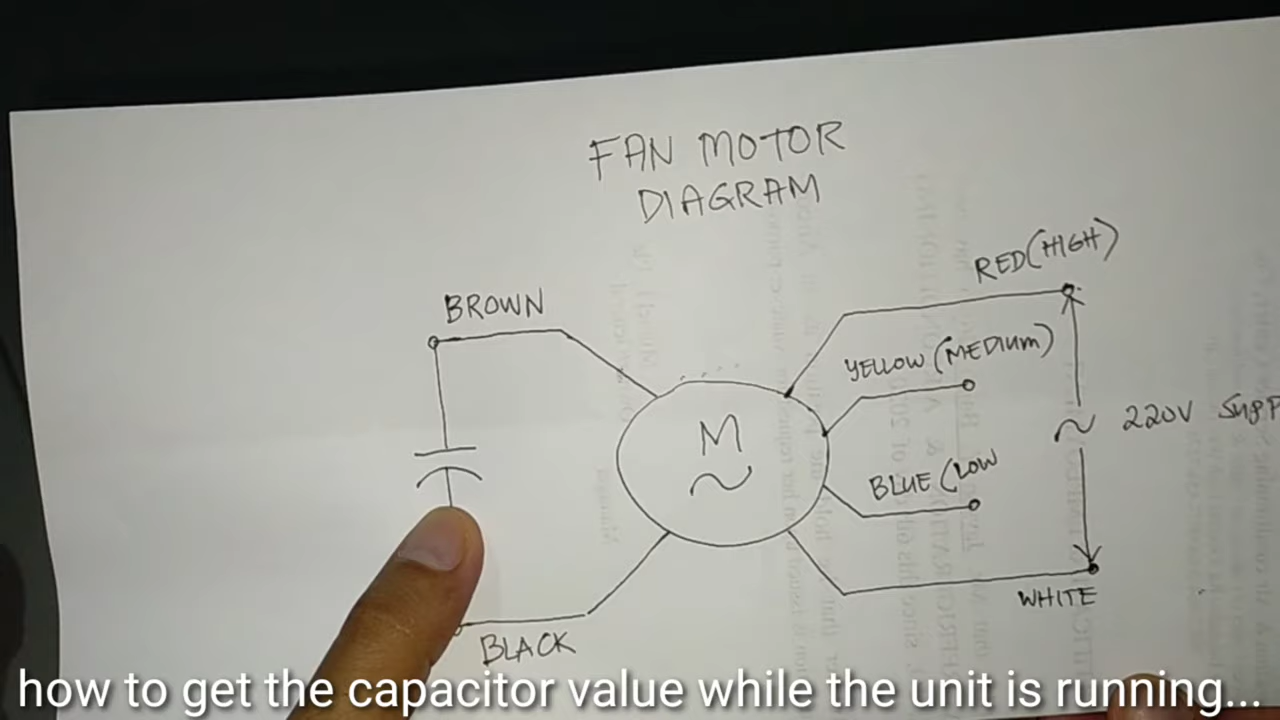 FAN MOTOR
DIAGRAM
RED (HIGH)
BROWN
YELLOW (MEDIUM)
M
220V SUPP
BLUE (LOW
WHITE
BLACK
how to get the capacitor value while the unit is running...